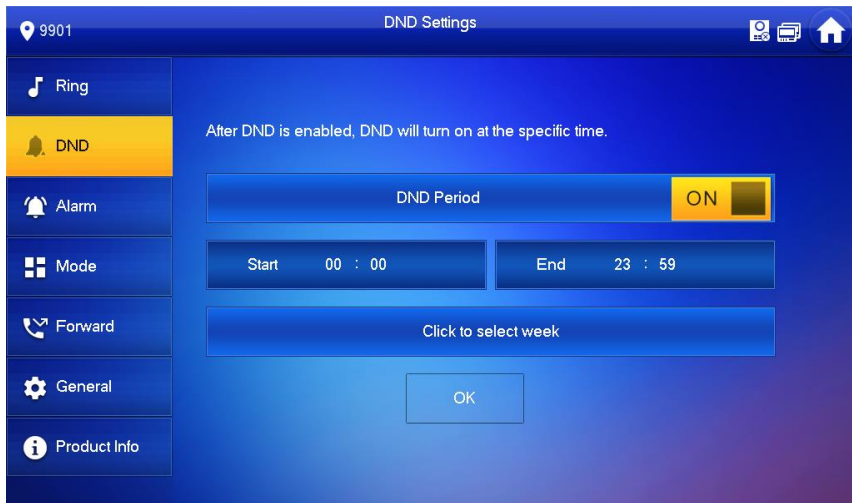 9901
DND Settings
Ring
DND
Alarm
Mode
Forward
General
Product Info
After DND is enabled, DND will turn on at the specific time.
DND Period
ON
Start 00 : 00
End 23 : 59
Click to select week
OK